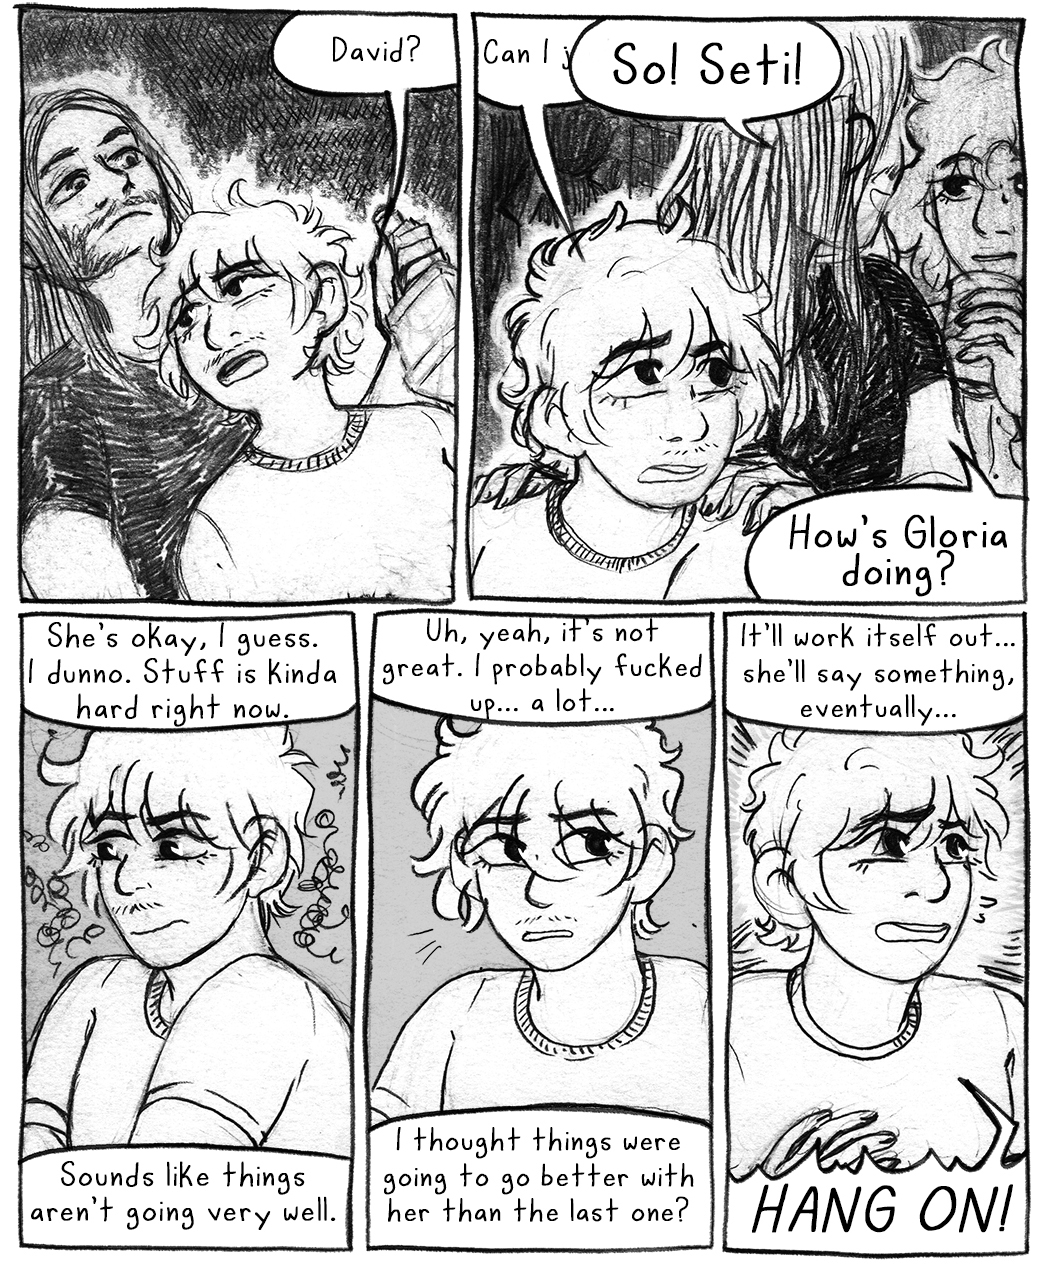 David?
Can I j
So! Seti!
How's Gloria
doing?
She's okay, I guess.
I dunno. Stuff is kinda
hard right now.
Sounds like things
aren't going very well.
Uh, yeah, it's not
great. I probably fucked
up... a lot...
I thought things were
going to go better with
her than the last one?
It'll work itself out...
she'll say something,
eventually...
HANG ON!